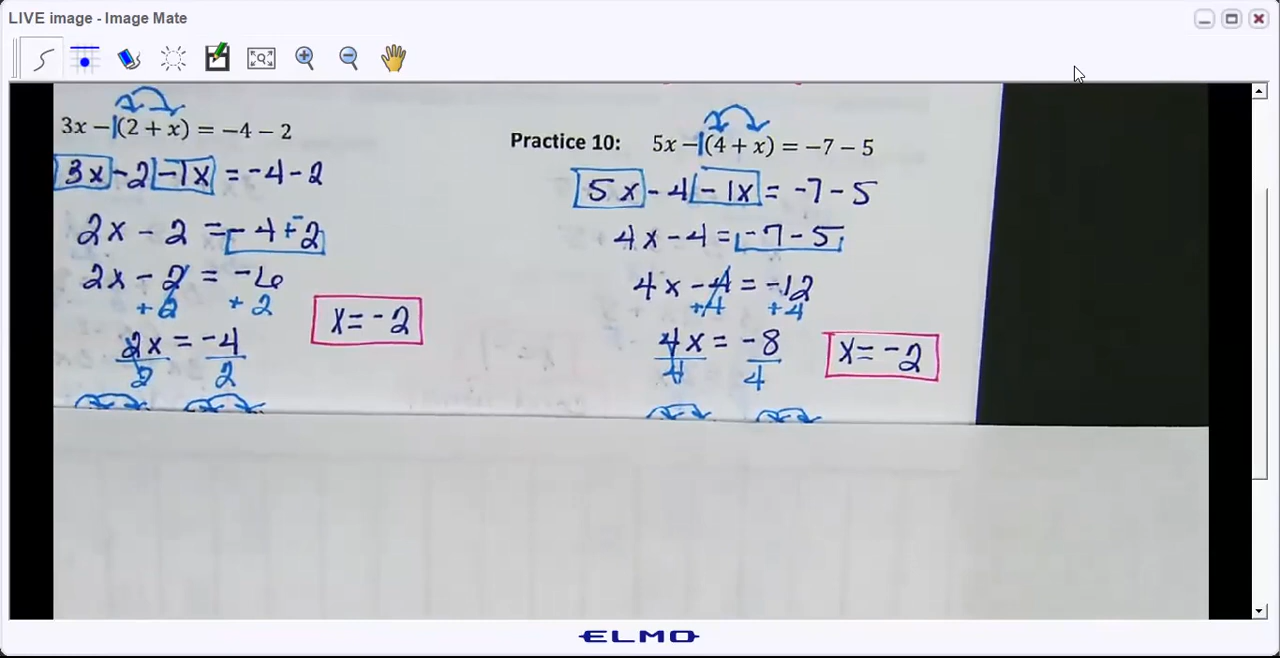 LIVE image - Image Mate
3x - 1(2 + x) = -4 - 2
3x - 2 - 1x = -4 - 2
2x - 2 = -4 + -2
2x - 2 = -6
+2 +2
2x = -4
2 2
x = -2
Practice 10: 5x - 1(4 + x) = -7 - 5
5x - 4 - 1x = -7 - 5
4x - 4 = -7 - 5
4x - 4 = -12
+4 +4
4x = -8
4 4
x = -2
ELMO